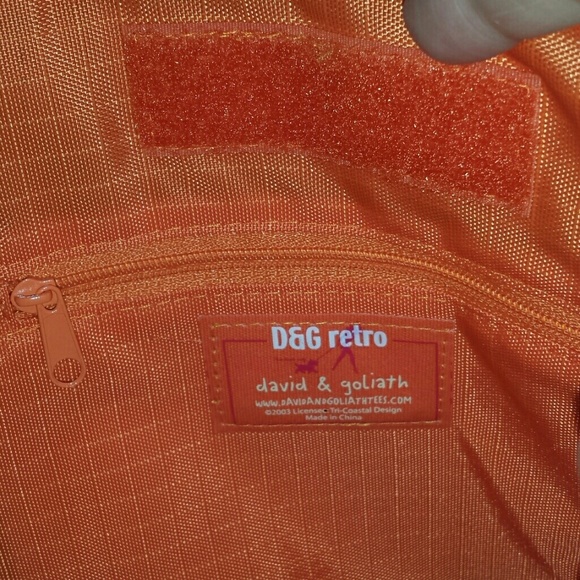 D&G retro
david & goliath
WWW.DAVIDANDGOLIATHTEES.COM
©2003 Licensee Tri-Coastal Design
Made in China